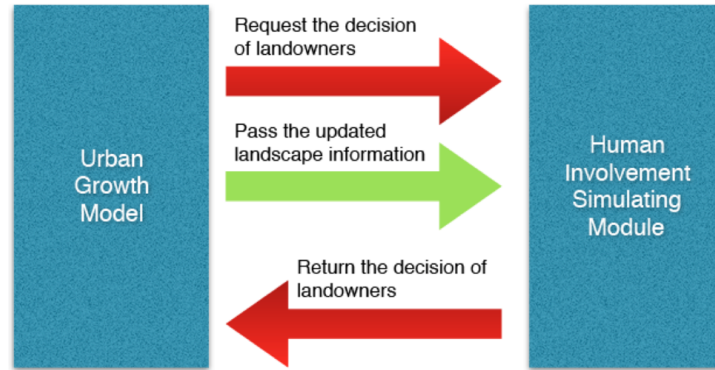 Request the decision
of landowners
Pass the updated
landscape information
Return the decision of
landowners
Urban
Growth
Model
Human
Involvement
Simulating
Module